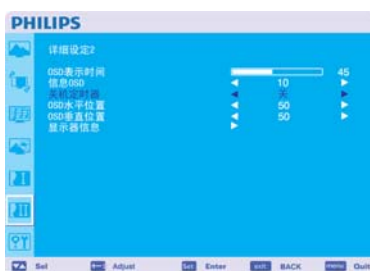 PHILIPS
详细设定2
OSD表示时间 45
信息OSD 10
关机定时器 关
OSD水平位置 50
OSD垂直位置 50
显示器信息
Sel Adjust Set Enter exit BACK menu Quit